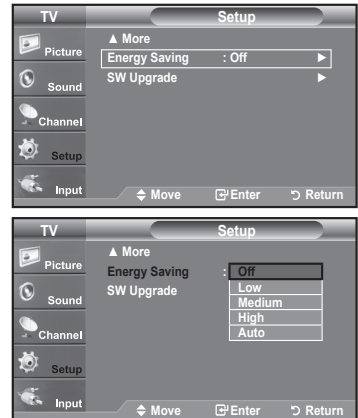 TV Setup
▲ More
Picture
Energy Saving : Off ►
SW Upgrade ►
Sound
Channel
Setup
Input
Move Enter Return
TV Setup
▲ More
Picture
Energy Saving : Off
SW Upgrade Low
Sound
Medium
High
Channel
Auto
Setup
Input
Move Enter Return